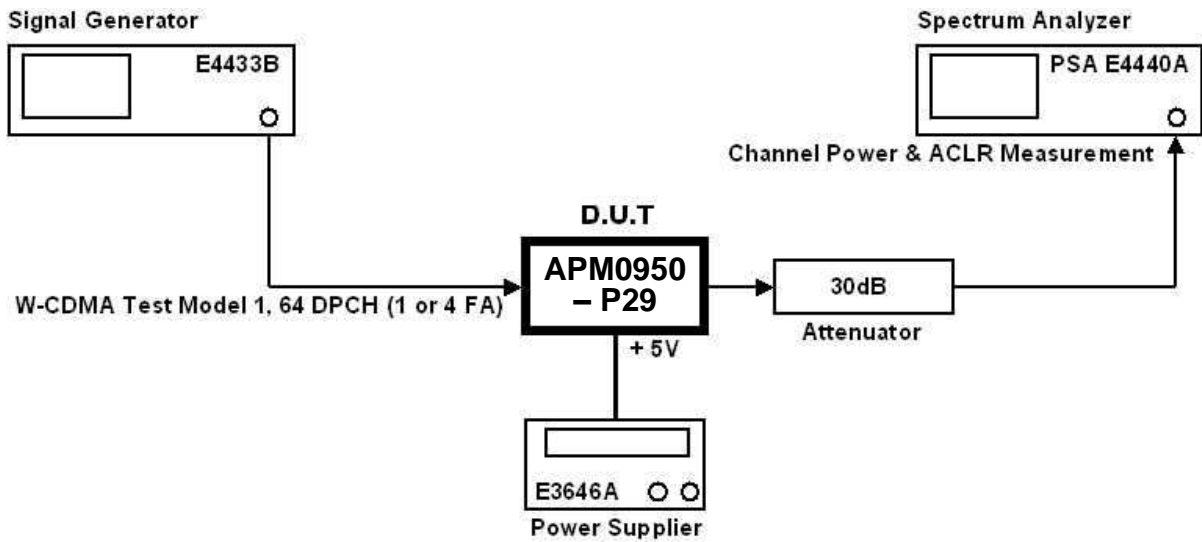 Signal Generator
E4433B
Spectrum Analyzer
PSA E4440A
Channel Power & ACLR Measurement
D.U.T
APM0950
– P29
W-CDMA Test Model 1, 64 DPCH (1 or 4 FA)
30dB
Attenuator
+ 5V
E3646A
Power Supplier